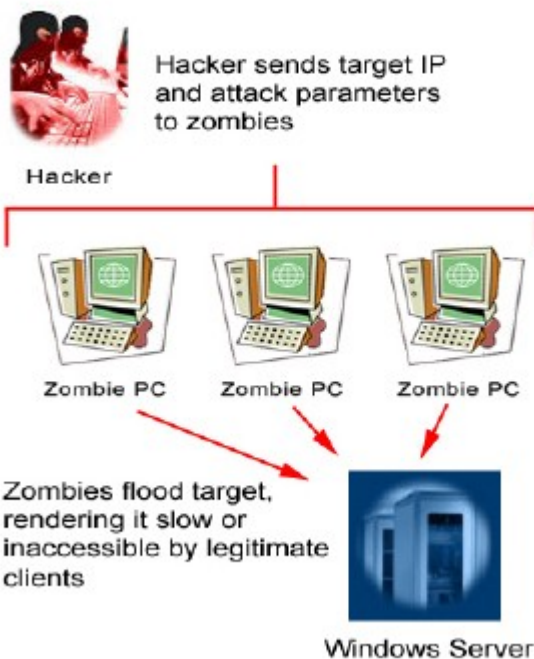 Hacker sends target IP
and attack parameters
to zombies
Hacker
Zombie PC
Zombie PC
Zombie PC
Zombies flood target,
rendering it slow or
inaccessible by legitimate
clients
Windows Server